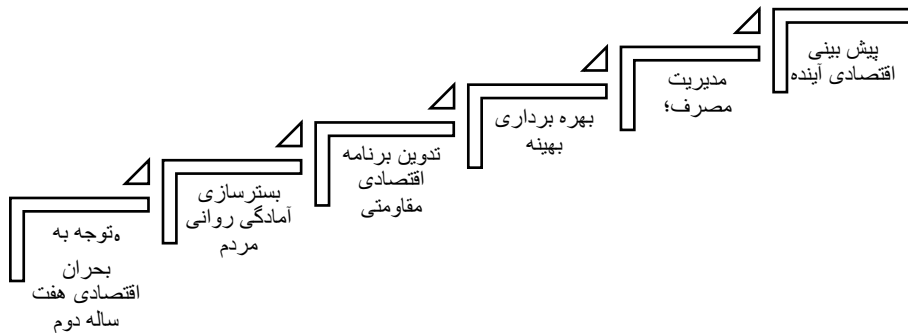 ه‍توجه به
بحران
اقتصادی هفت
ساله دوم
بسترسازی
آمادگی روانی
مردم
تدوین برنامه
اقتصادی
مقاومتی
بهره برداری
بهینه
مدیریت
مصرف؛
پیش بینی
اقتصادی آینده